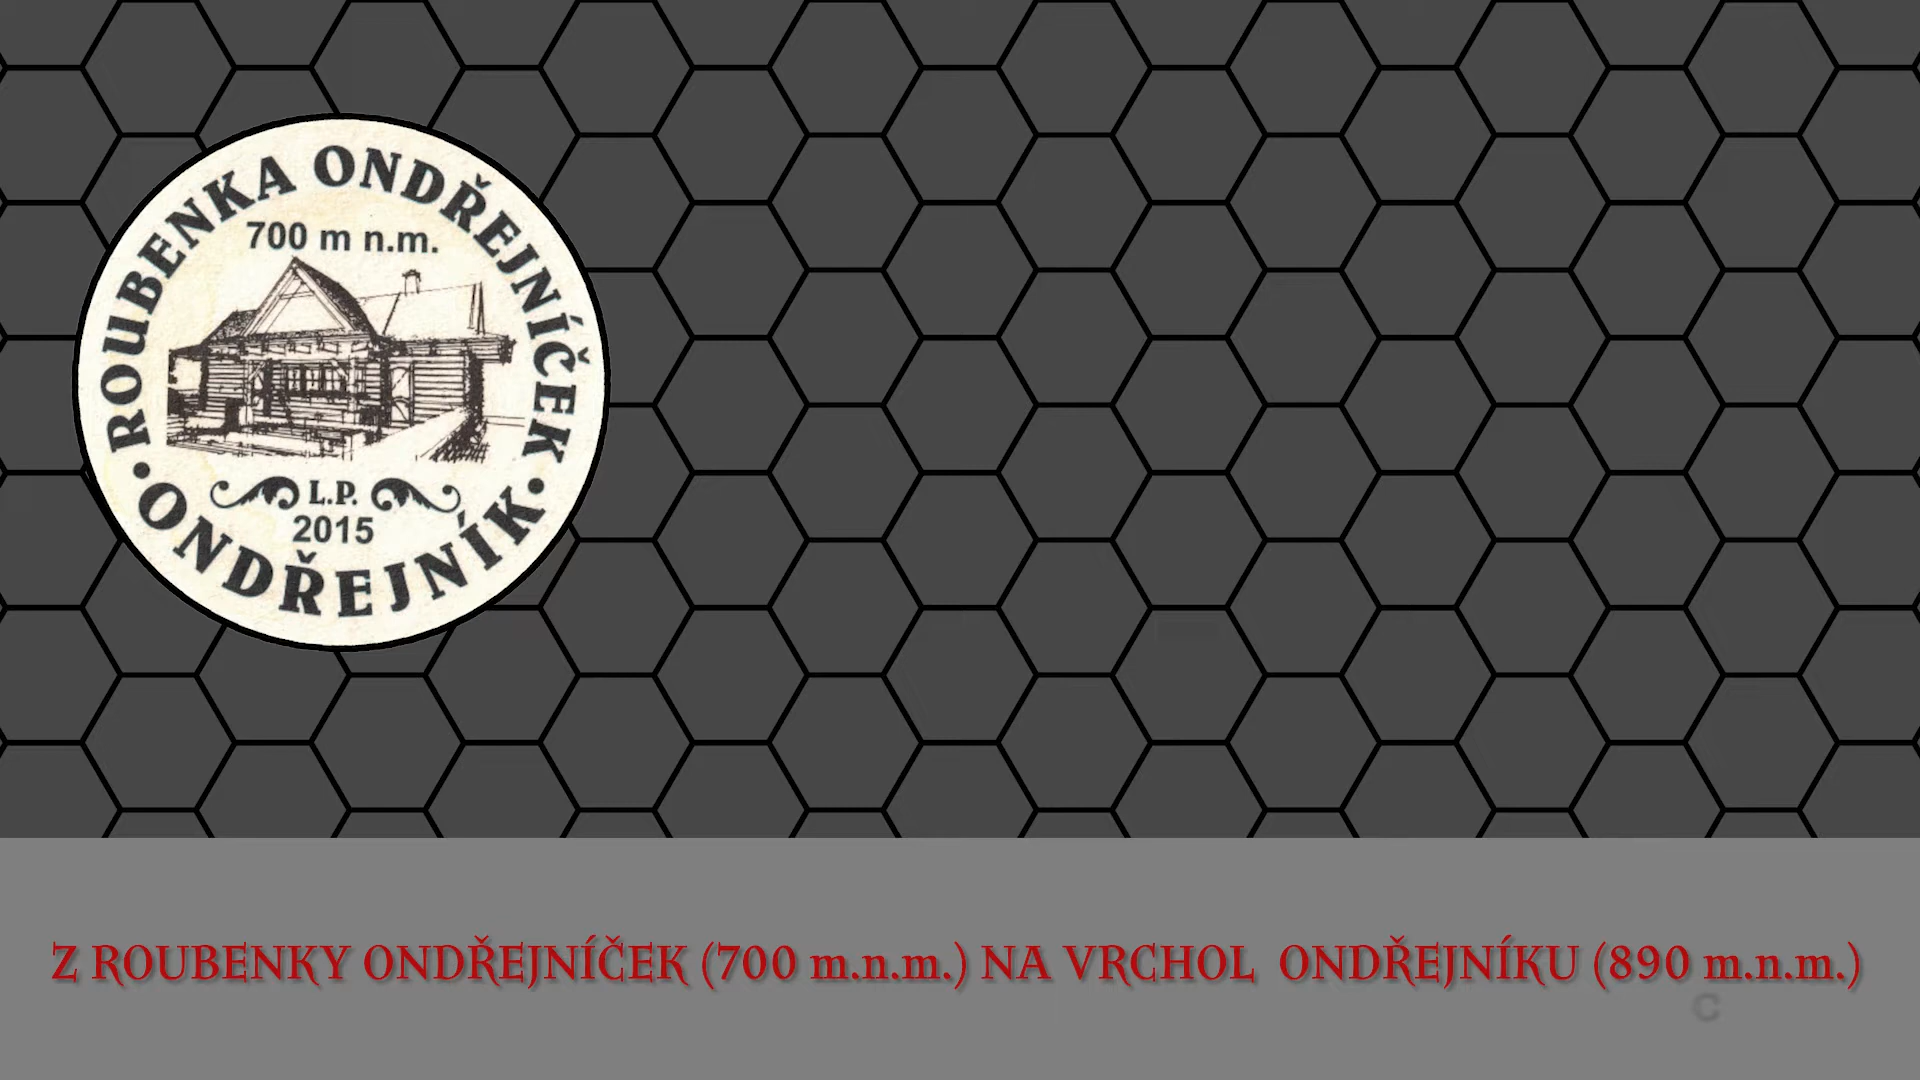 ROUBENKA ONDŘEJNÍČEK
700 m n.m.
L.P.
2015
• ONDŘEJNÍK •
Z ROUBENKY ONDŘEJNÍČEK (700 m.n.m.) NA VRCHOL ONDŘEJNÍKU (890 m.n.m.)
C